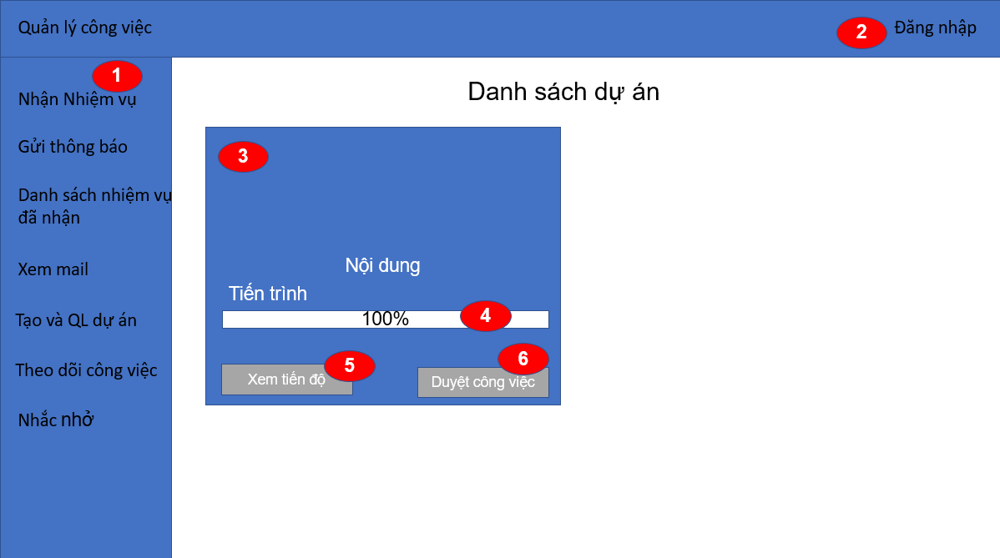 Quản lý công việc
2
Đăng nhập
1
Nhận Nhiệm vụ
Gửi thông báo
Danh sách nhiệm vụ
đã nhận
Xem mail
Tạo và QL dự án
Theo dõi công việc
Nhắc nhở
Danh sách dự án
3
Nội dung
Tiến trình
100%
4
5
Xem tiến độ
6
Duyệt công việc